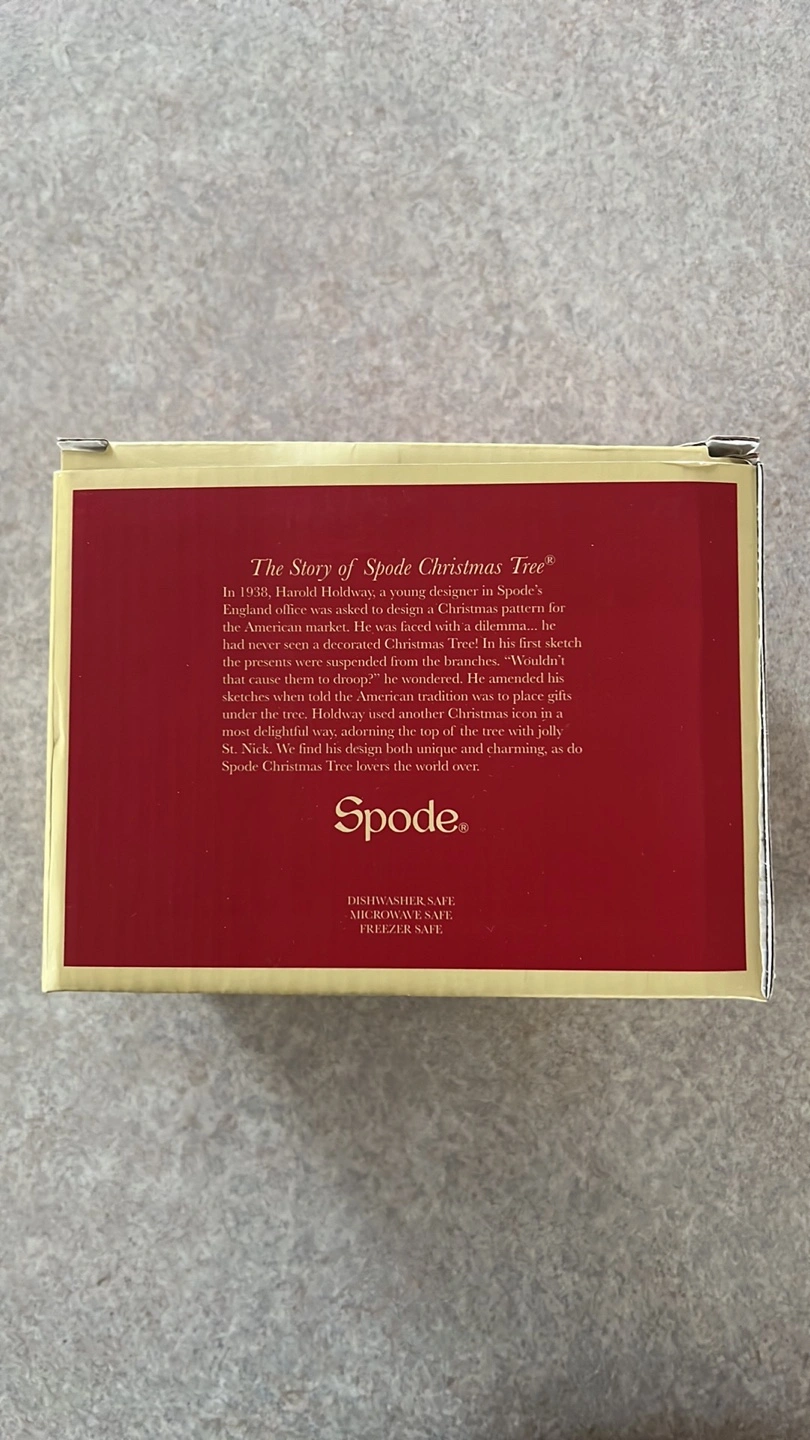 The Story of Spode Christmas Tree®
In 1938, Harold Holdway, a young designer in Spode's
England office was asked to design a Christmas pattern for
the American market. He was faced with a dilemma... he
had never seen a decorated Christmas Tree! In his first sketch
the presents were suspended from the branches. “Wouldn't
that cause them to droop?” he wondered. He amended his
sketches when told the American tradition was to place gifts
under the tree. Holdway used another Christmas icon in a
most delightful way, adorning the top of the tree with jolly
St. Nick. We find his design both unique and charming, as do
Spode Christmas Tree lovers the world over.
Spode®
DISHWASHER SAFE
MICROWAVE SAFE
FREEZER SAFE